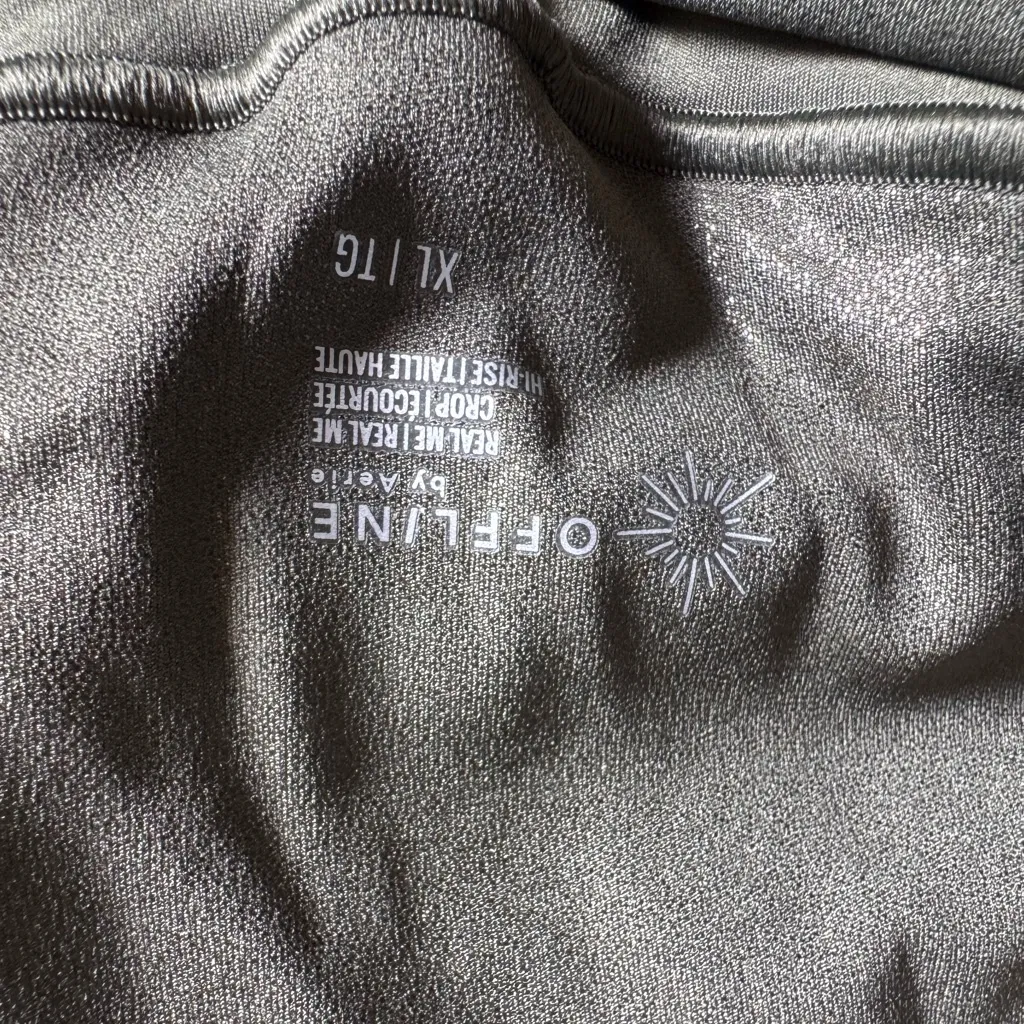 OFFL/NE
by Aerie
REAL ME | REAL ME
CROP | ÉCOURTÉE
HI-RISE | TAILLE HAUTE
XL | TG